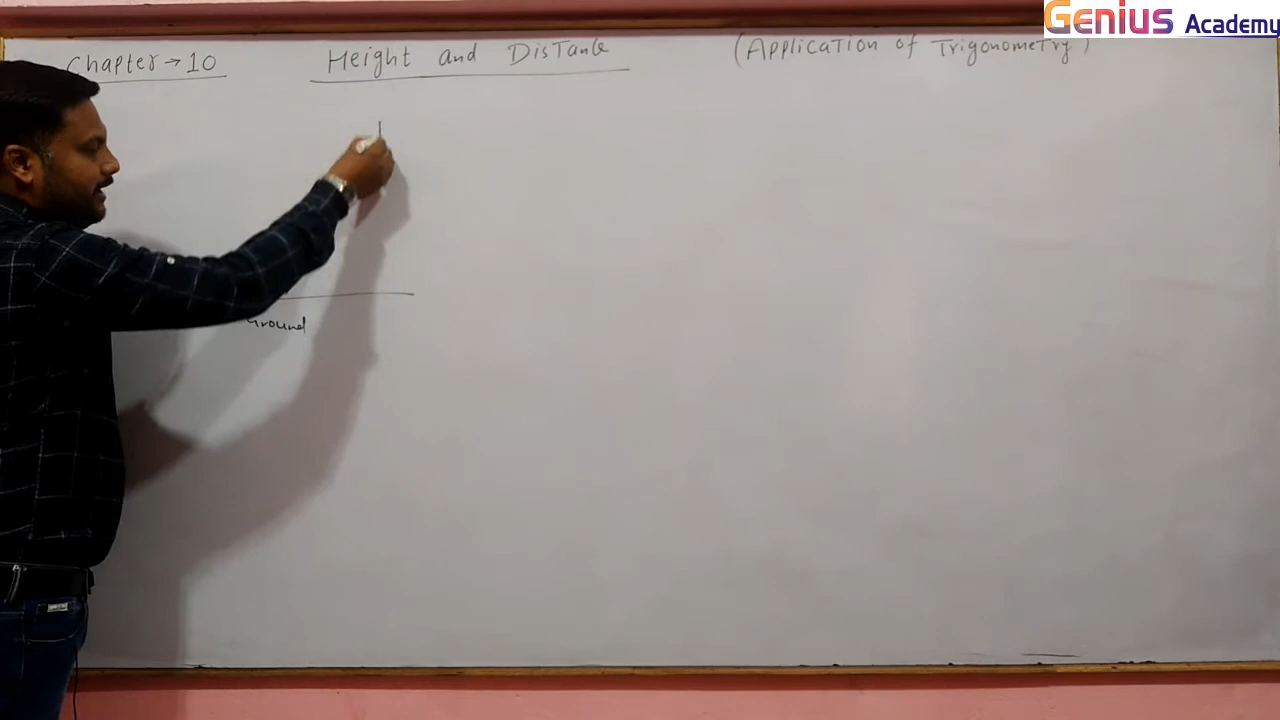 Genius Academy
Chapter → 10 Height and Distance (Application of Trigonometry)
Ground